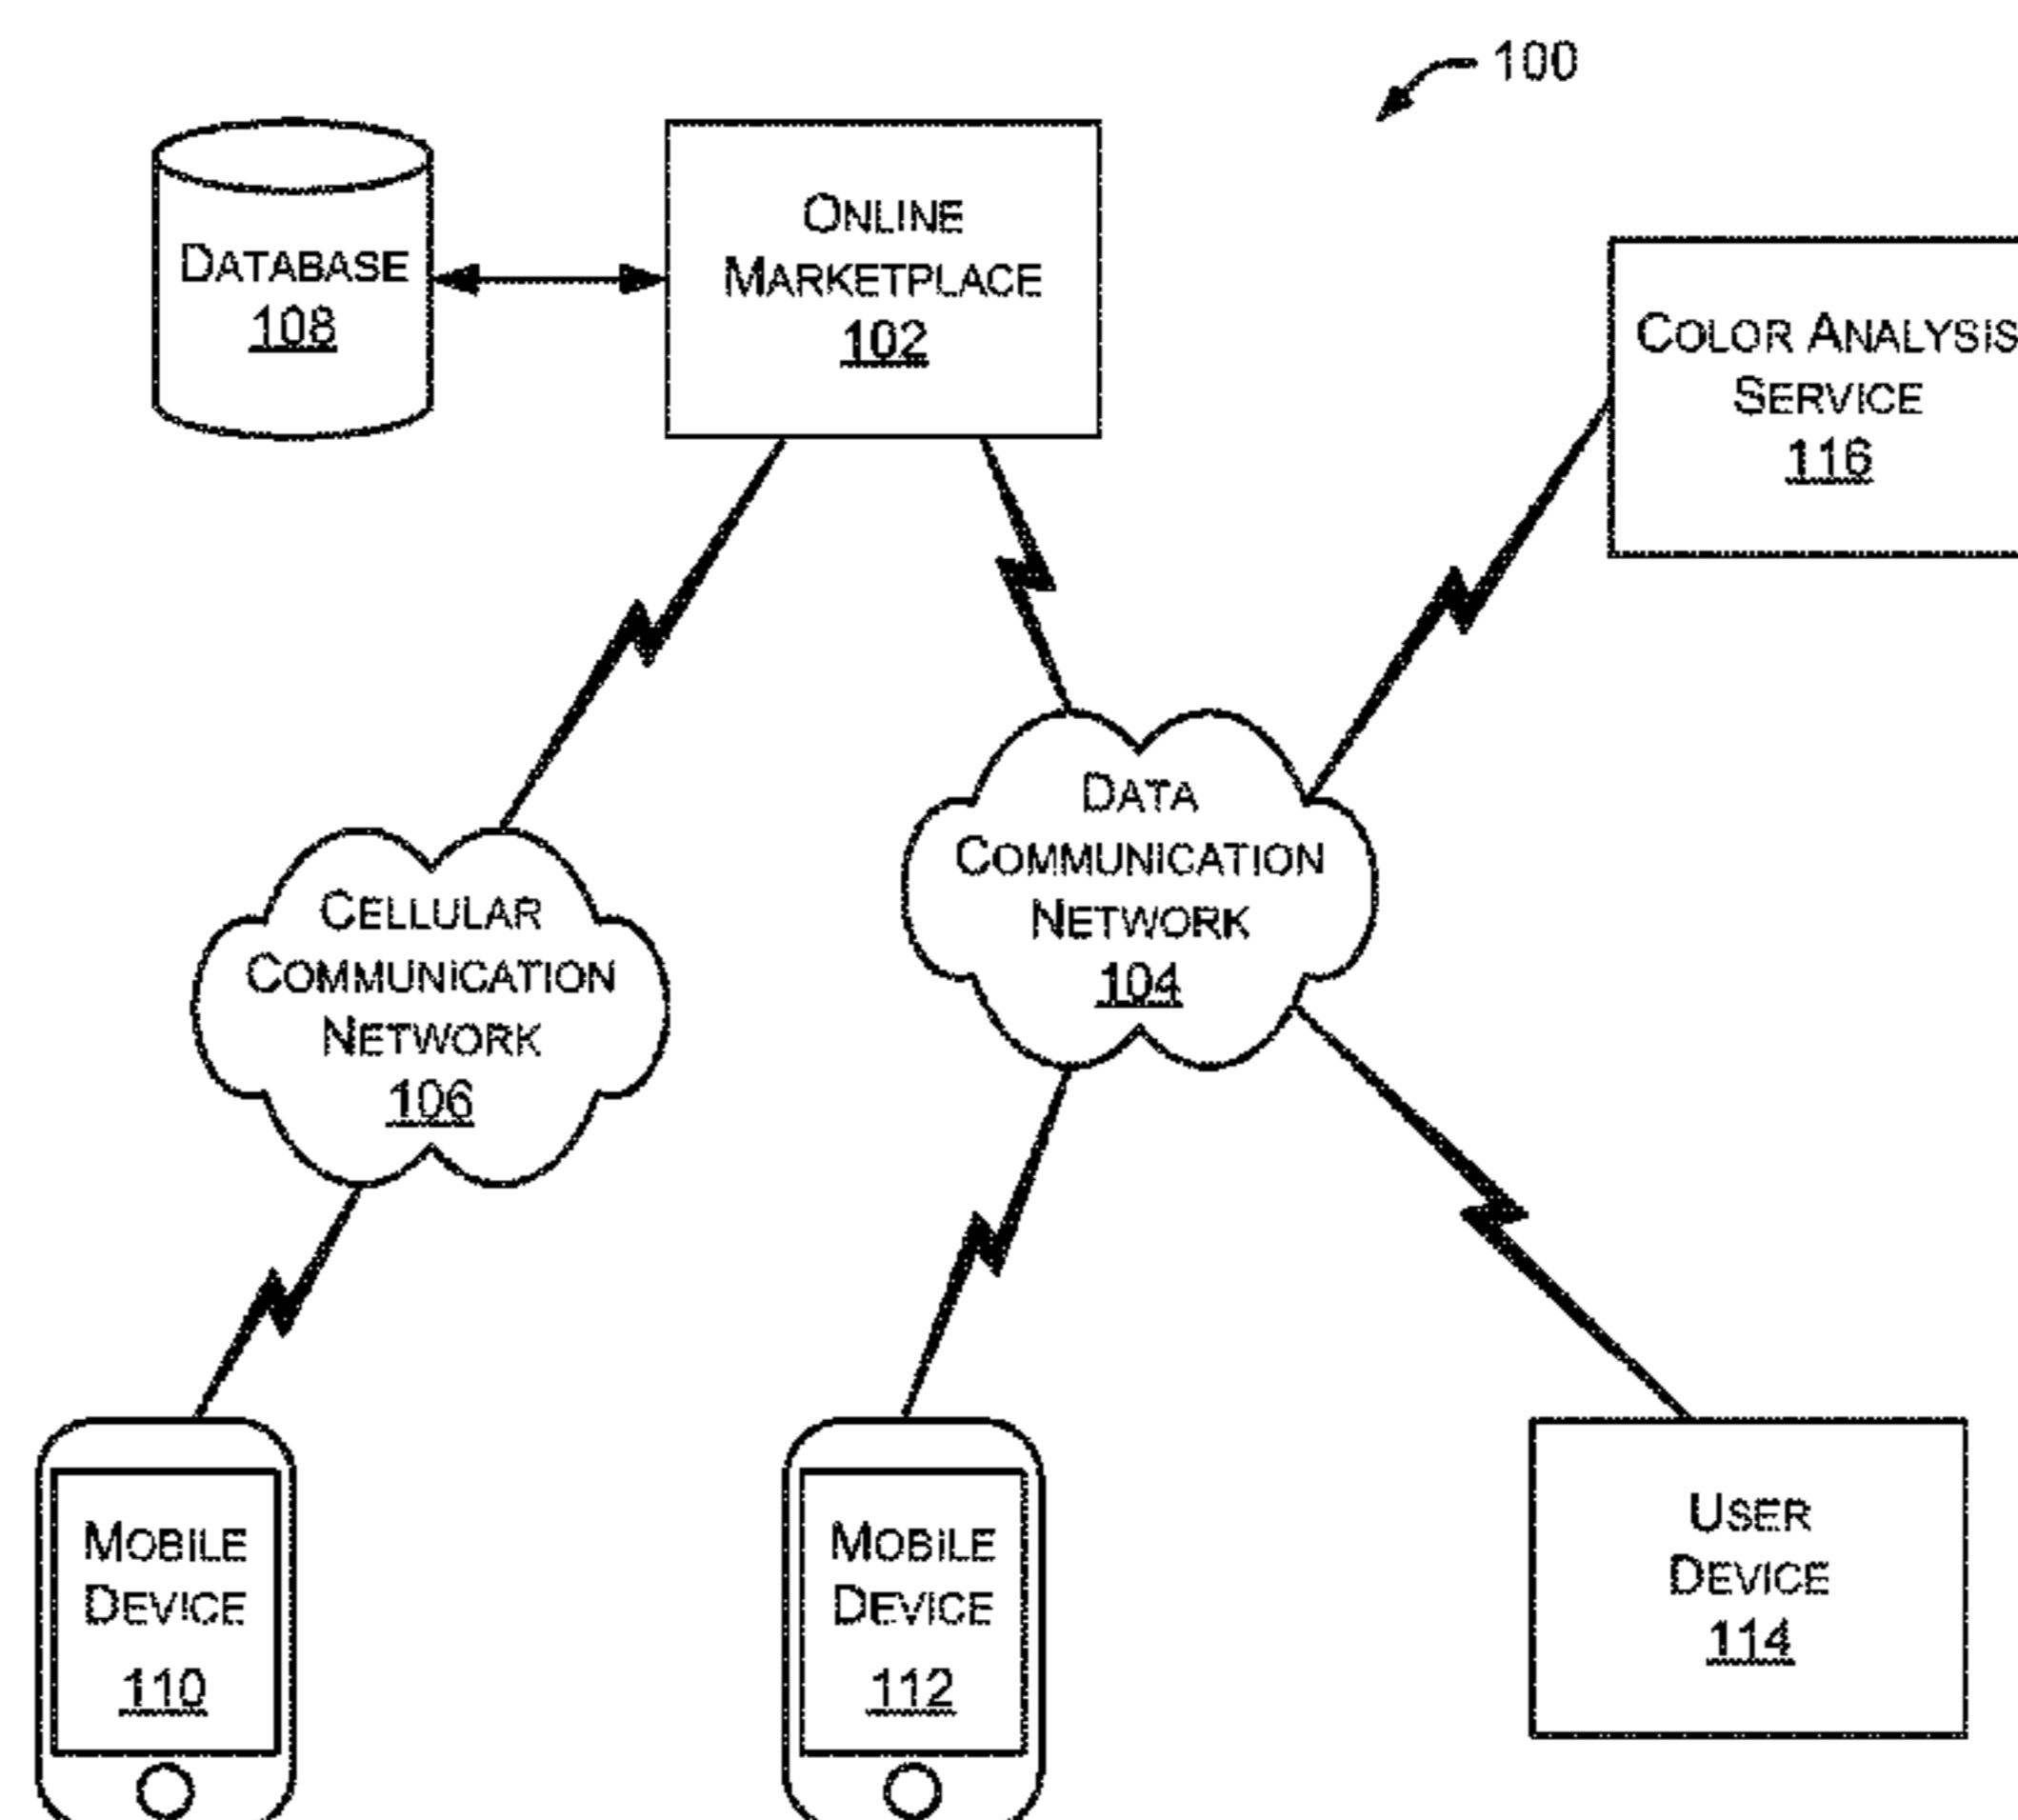 100
DATABASE
108
ONLINE
MARKETPLACE
102
COLOR ANALYSIS
SERVICE
116
DATA
COMMUNICATION
NETWORK
104
CELLULAR
COMMUNICATION
NETWORK
106
MOBILE
DEVICE
110
MOBILE
DEVICE
112
USER
DEVICE
114